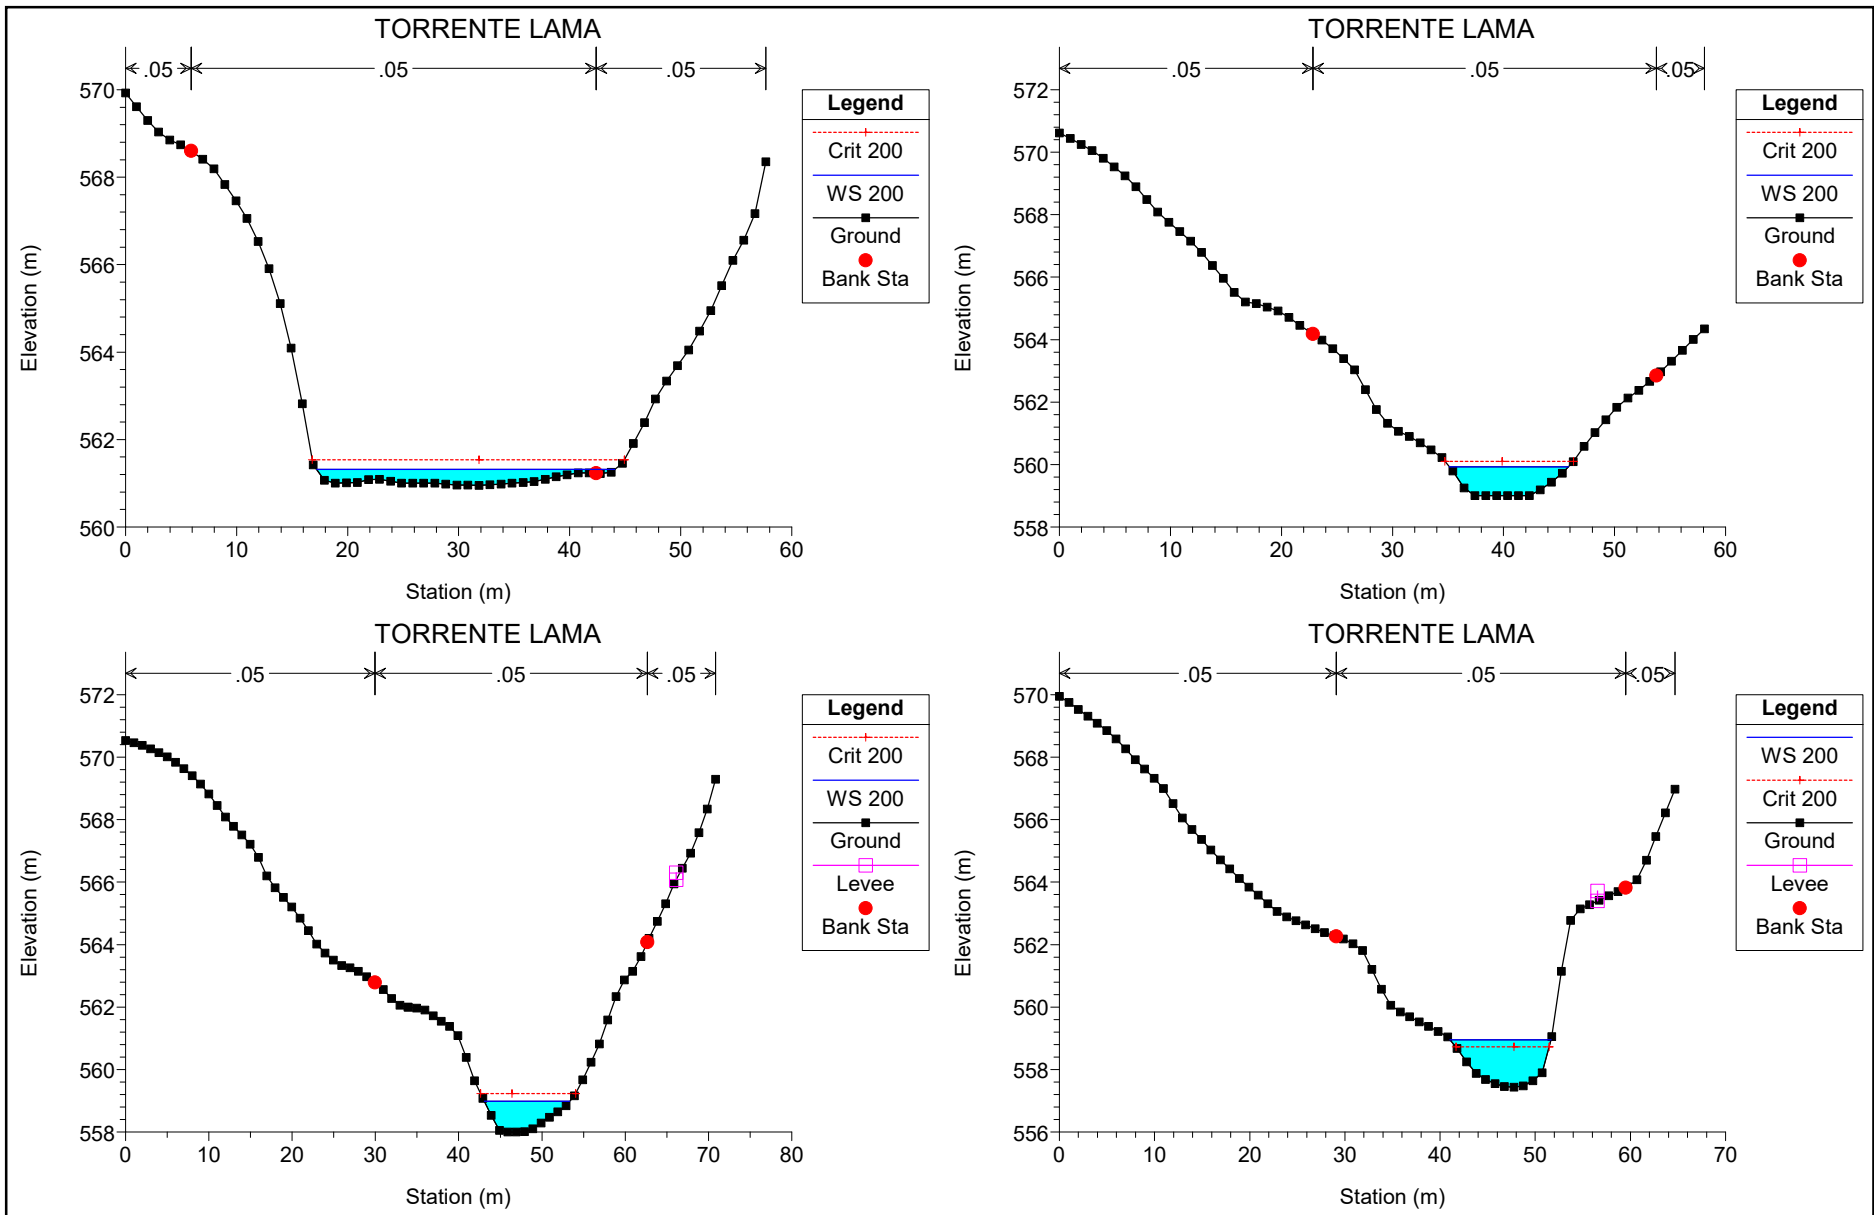 TORRENTE LAMA
.05 .05 .05
Legend
Crit 200
WS 200
Ground
Bank Sta
Elevation (m)
570
568
566
564
562
560
0 10 20 30 40 50 60
Station (m)
TORRENTE LAMA
.05 .05 .05
Legend
Crit 200
WS 200
Ground
Bank Sta
Elevation (m)
572
570
568
566
564
562
560
558
0 10 20 30 40 50 60
Station (m)
TORRENTE LAMA
.05 .05 .05
Legend
Crit 200
WS 200
Ground
Levee
Bank Sta
Elevation (m)
572
570
568
566
564
562
560
558
0 10 20 30 40 50 60 70 80
Station (m)
TORRENTE LAMA
.05 .05 .05
Legend
WS 200
Crit 200
Ground
Levee
Bank Sta
Elevation (m)
570
568
566
564
562
560
558
556
0 10 20 30 40 50 60 70
Station (m)